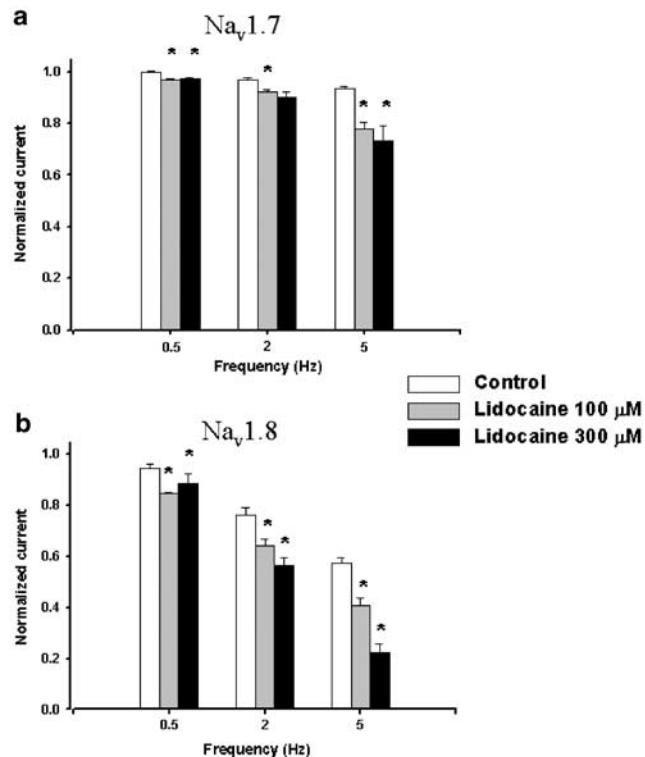 a
Nav1.7
* * * * *
1.0
0.8
0.6
0.4
0.2
0.0
Normalized current
0.5 2 5
Frequency (Hz)
Control
Lidocaine 100 µM
Lidocaine 300 µM
b
Nav1.8
* * * * * *
1.0
0.8
0.6
0.4
0.2
0.0
Normalized current
0.5 2 5
Frequency (Hz)